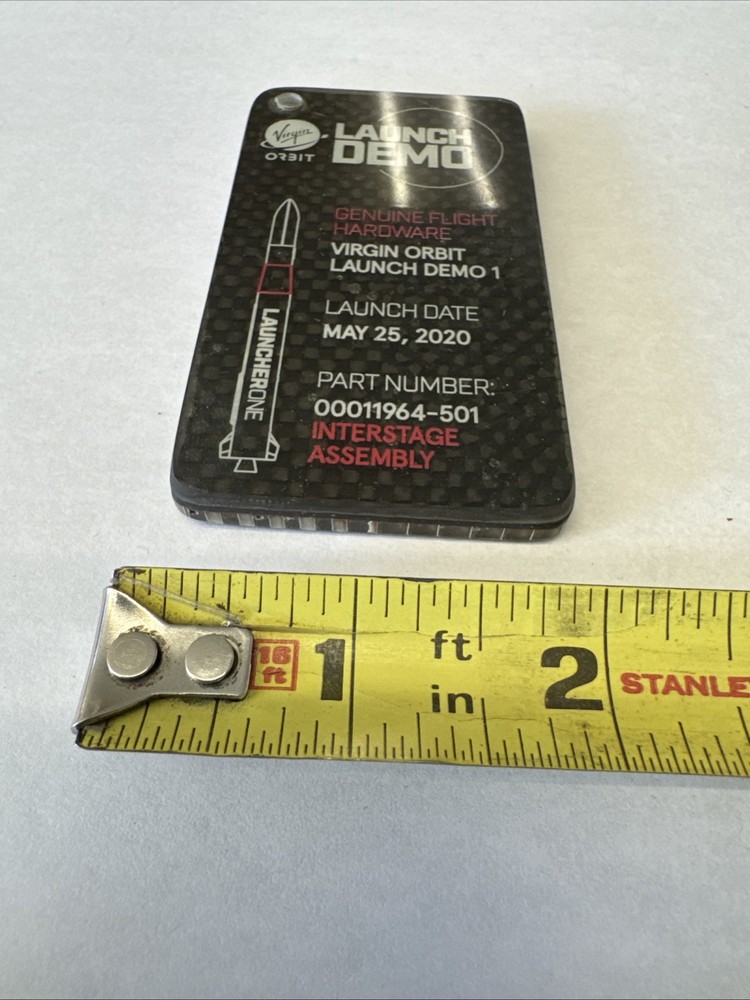 Virgin
ORBIT
LAUNCH
DEMO
GENUINE FLIGHT
HARDWARE
VIRGIN ORBIT
LAUNCH DEMO 1
LAUNCH DATE
MAY 25, 2020
PART NUMBER:
00011964-501
INTERSTAGE
ASSEMBLY
LAUNCHERONE
16
ft
1
ft
in
2
STANLE